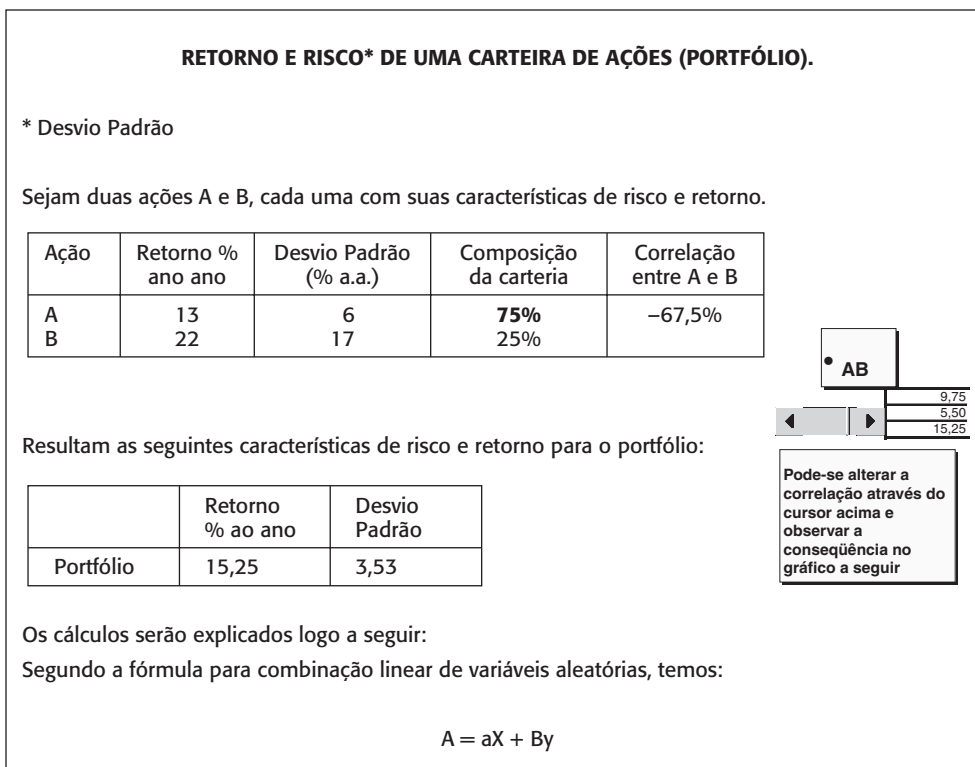 RETORNO E RISCO* DE UMA CARTEIRA DE AÇÕES (PORTFÓLIO).
* Desvio Padrão
Sejam duas ações A e B, cada uma com suas características de risco e retorno.
Ação Retorno % Desvio Padrão Composição Correlação
ano ano (% a.a.) da carteria entre A e B
A 13 6 75% –67,5%
B 22 17 25%
AB
9,75
5,50
15,25
Resultam as seguintes características de risco e retorno para o portfólio:
Pode-se alterar a
correlação através do
cursor acima e
observar a
conseqüência no
gráfico a seguir
Retorno Desvio
% ao ano Padrão
Portfólio 15,25 3,53
Os cálculos serão explicados logo a seguir:
Segundo a fórmula para combinação linear de variáveis aleatórias, temos:
A = aX + By